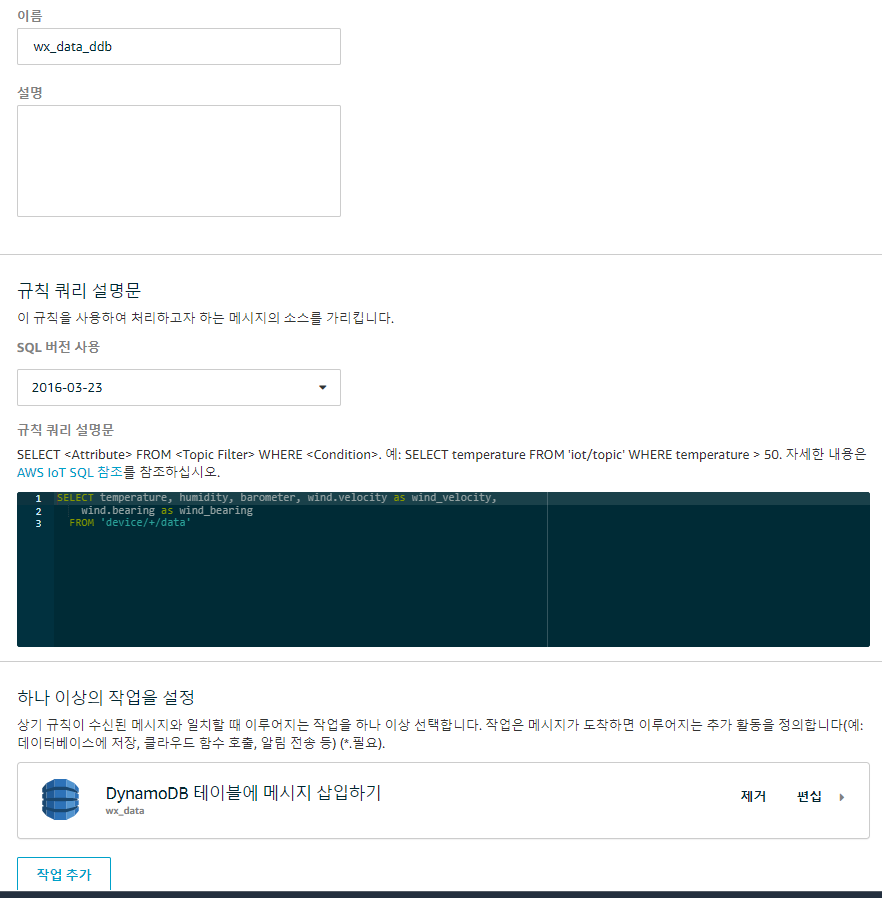 이름
wx_data_ddb
설명
규칙 쿼리 설명문
이 규칙을 사용하여 처리하고자 하는 메시지의 소스를 가리킵니다.
SQL 버전 사용
2016-03-23
규칙 쿼리 설명문
SELECT <Attribute> FROM <Topic Filter> WHERE <Condition>. 예: SELECT temperature FROM 'iot/topic' WHERE temperature > 50. 자세한 내용은
AWS IoT SQL 참조를 참조하십시오.
1 SELECT temperature, humidity, barometer, wind.velocity as wind_velocity,
2 wind.bearing as wind_bearing
3 FROM 'device/+/data'
하나 이상의 작업을 설정
상기 규칙이 수신된 메시지와 일치할 때 이루어지는 작업을 하나 이상 선택합니다. 작업은 메시지가 도착하면 이루어지는 추가 활동을 정의합니다(예:
데이터베이스에 저장, 클라우드 함수 호출, 알림 전송 등) (*.필요).
DynamoDB 테이블에 메시지 삽입하기 제거 편집
wx_data
작업 추가